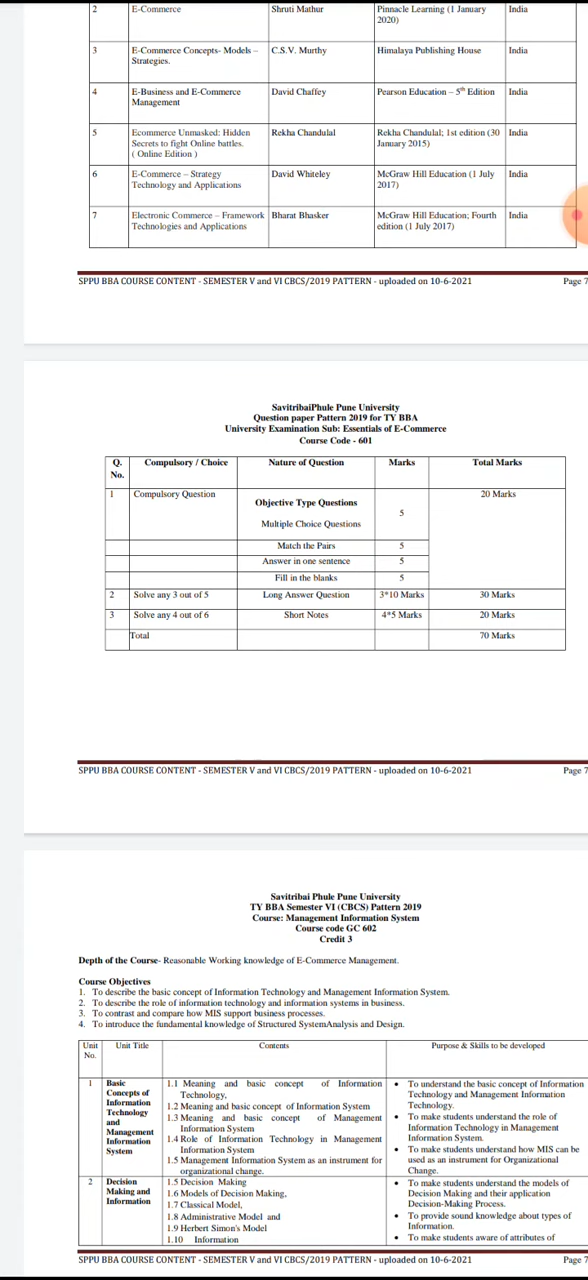 2 E-Commerce Shruti Mathur Pinnacle Learning (1 January India
2020)
3 E-Commerce Concepts- Models – C.S.V. Murthy Himalaya Publishing House India
Strategies.
4 E-Business and E-Commerce David Chaffey Pearson Education – 5th Edition India
Management
5 Ecommerce Unmasked: Hidden Rekha Chandulal Rekha Chandulal; 1st edition (30 India
Secrets to fight Online battles. January 2015)
( Online Edition )
6 E-Commerce – Strategy David Whiteley McGraw Hill Education (1 July India
Technology and Applications 2017)
7 Electronic Commerce – Framework Bharat Bhasker McGraw Hill Education; Fourth India
Technologies and Applications edition (1 July 2017)
SPPU BBA COURSE CONTENT - SEMESTER V and VI CBCS/2019 PATTERN - uploaded on 10-6-2021 Page 7
SavitribaiPhule Pune University
Question paper Pattern 2019 for TY BBA
University Examination Sub: Essentials of E-Commerce
Course Code - 601
Q. Compulsory / Choice Nature of Question Marks Total Marks
No.
1 Compulsory Question 20 Marks
Objective Type Questions
5
Multiple Choice Questions
Match the Pairs 5
Answer in one sentence 5
Fill in the blanks 5
2 Solve any 3 out of 5 Long Answer Question 3*10 Marks 30 Marks
3 Solve any 4 out of 6 Short Notes 4*5 Marks 20 Marks
Total 70 Marks
SPPU BBA COURSE CONTENT - SEMESTER V and VI CBCS/2019 PATTERN - uploaded on 10-6-2021 Page 7
Savitribai Phule Pune University
TY BBA Semester VI (CBCS) Pattern 2019
Course: Management Information System
Course code GC 602
Credit 3
Depth of the Course- Reasonable Working knowledge of E-Commerce Management.
Course Objectives
1. To describe the basic concept of Information Technology and Management Information System.
2. To describe the role of information technology and information systems in business.
3. To contrast and compare how MIS support business processes.
4. To introduce the fundamental knowledge of Structured SystemAnalysis and Design.
Unit Unit Title Contents Purpose & Skills to be developed
No.
1 Basic 1.1 Meaning and basic concept of Information • To understand the basic concept of Information
Concepts of Technology, Technology and Management Information
Information 1.2 Meaning and basic concept of Information System Technology.
Technology 1.3 Meaning and basic concept of Management • To make students understand the role of
and Information System Information Technology in Management
Management 1.4 Role of Information Technology in Management Information System.
Information Information System • To make students understand how MIS can be
System 1.5 Management Information System as an instrument for used as an instrument for Organizational
organizational change. Change.
2 Decision 1.5 Decision Making • To make students understand the models of
Making and 1.6 Models of Decision Making, Decision Making and their application
Information 1.7 Classical Model, Decision-Making Process.
1.8 Administrative Model and • To provide sound knowledge about types of
1.9 Herbert Simon's Model Information.
1.10 Information • To make students aware of attributes of
SPPU BBA COURSE CONTENT - SEMESTER V and VI CBCS/2019 PATTERN - uploaded on 10-6-2021 Page 7